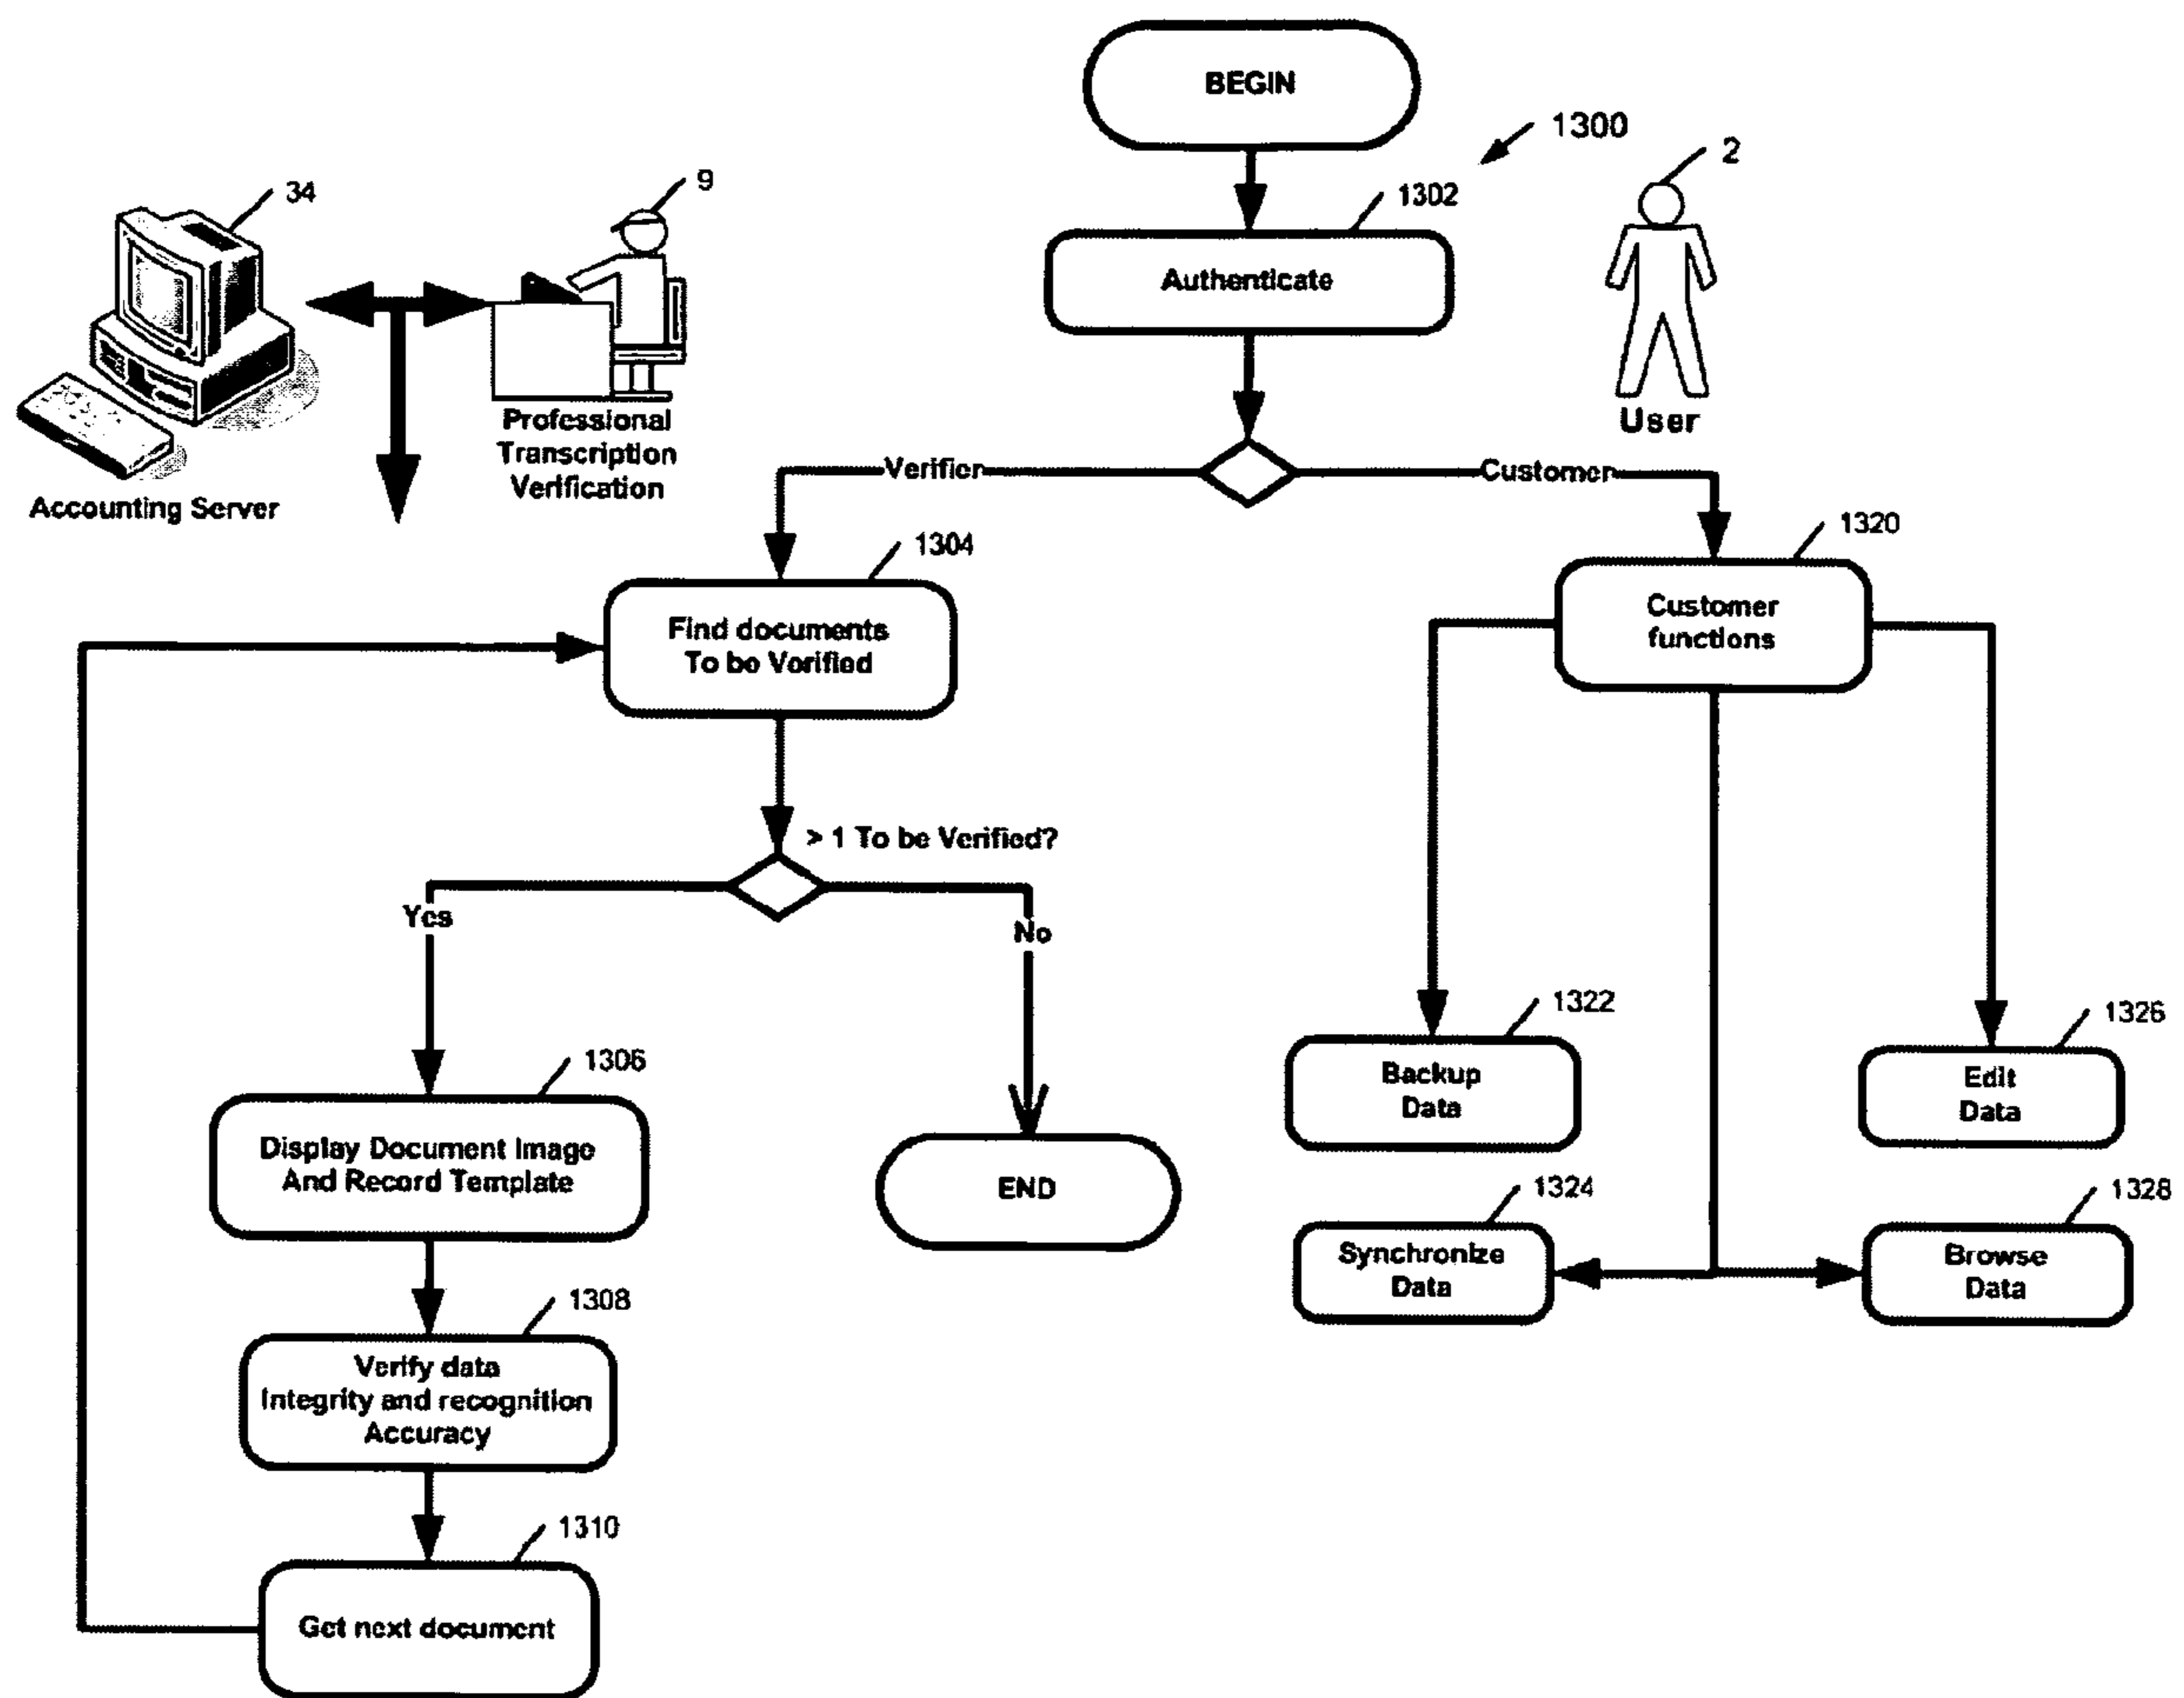 BEGIN
1300
2
1302
34
9
Authenticate
User
Professional
Transcription
Verification
Accounting Server
Verifier
Customer
1304
1320
Find documents
To be Verified
Customer
functions
> 1 To be Verified?
Yes
No
1306
1322
1326
Display Document Image
And Record Template
END
Backup
Data
Edit
Data
1324
1328
Synchronize
Data
Browse
Data
1308
Verify data
Integrity and recognition
Accuracy
1310
Get next document